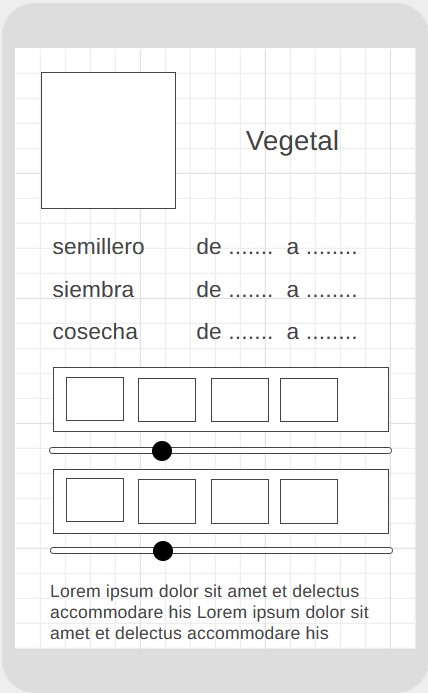 Vegetal
semillero de ....... a ........
siembra de ....... a ........
cosecha de ....... a ........
Lorem ipsum dolor sit amet et delectus
accommodare his Lorem ipsum dolor sit
amet et delectus accommodare his